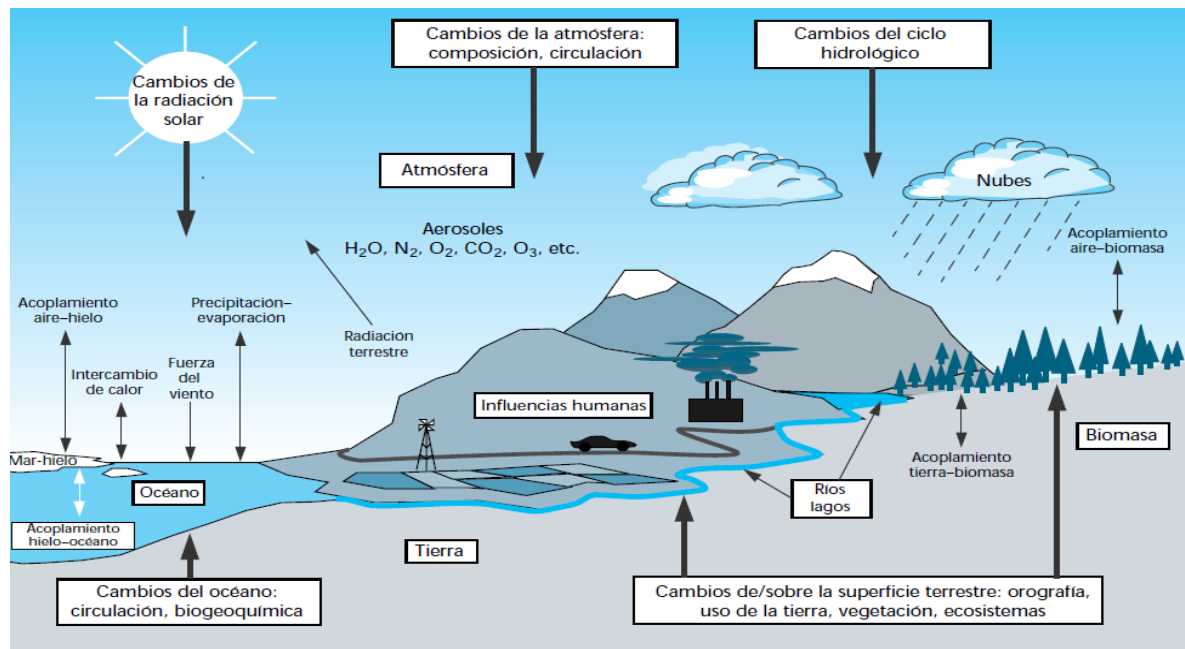 Cambios de la atmósfera:
composición, circulación
Cambios del ciclo
hidrológico
Cambios de
la radiación
solar
Atmósfera
Nubes
Aerosoles
H₂O, N₂, O₂, CO₂, O₃, etc.
Acoplamiento
aire–biomasa
Acoplamiento
aire–hielo
Precipitación–
evaporación
Radiación
terrestre
Intercambio
de calor
Fuerza
del
viento
Influencias humanas
Mar-hielo
Océano
Biomasa
Acoplamiento
tierra–biomasa
Ríos
lagos
Acoplamiento
hielo–océano
Tierra
Cambios del océano:
circulación, biogeoquímica
Cambios de/sobre la superficie terrestre: orografía,
uso de la tierra, vegetación, ecosistemas